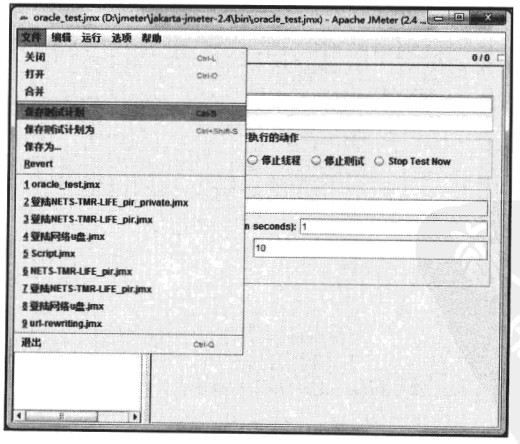 oracle_test.jmx (D:\jmeter\jakarta-jmeter-2.4\bin\oracle_test.jmx) - Apache JMeter (2.4 ...
文件 编辑 运行 选项 帮助
0 / 0
关闭 Ctrl-L
打开 Ctrl-O
合并
保存测试计划 Ctrl-S
保存测试计划为 Ctrl+Shift-S
保存为...
Revert
执行的动作
停止线程 停止测试 Stop Test Now
1 oracle_test.jmx
2 登陆NETS-TMR-LIFE_pir_private.jmx
3 登陆NETS-TMR-LIFE_pir.jmx
n seconds): 1
4 登陆网络u盘.jmx
10
5 Script.jmx
6 NETS-TMR-LIFE_pir.jmx
7 登陆NETS-TMR-LIFE_pir.jmx
8 登陆网络u盘.jmx
9 url-rewriting.jmx
退出 Ctrl-Q